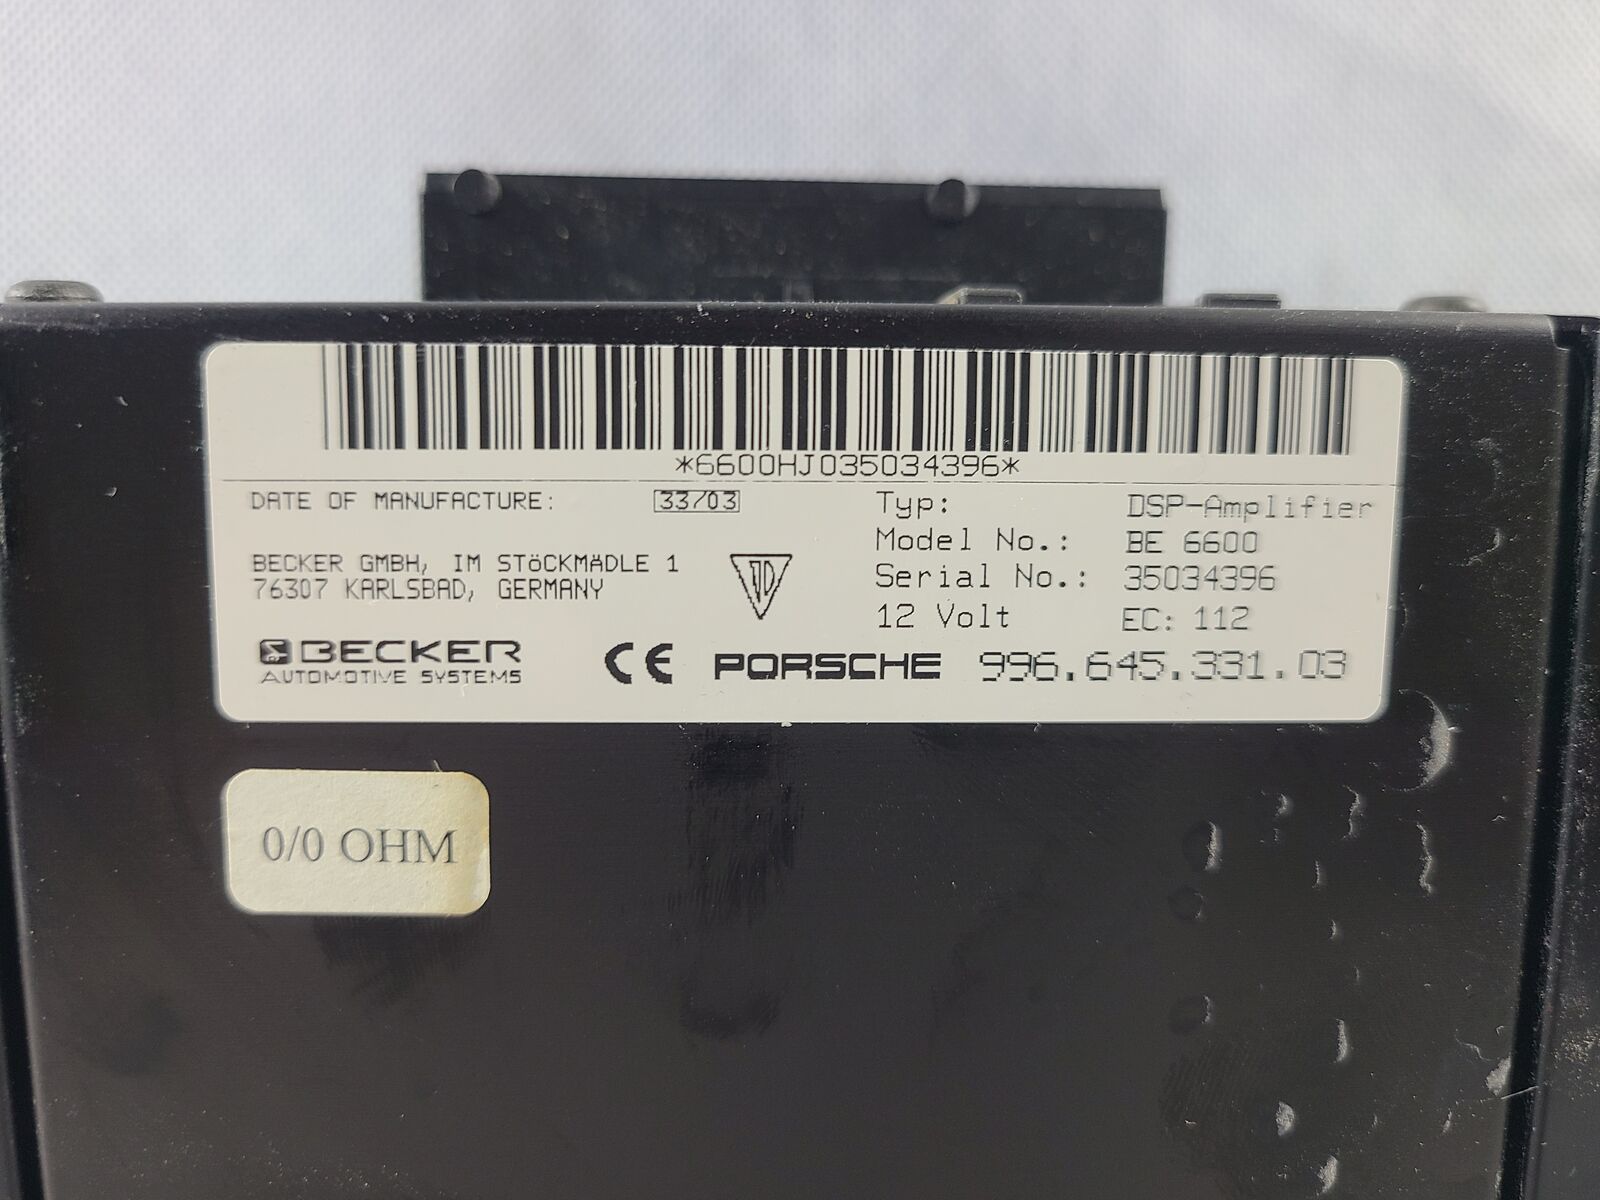 *6600HJ035034396*
DATE OF MANUFACTURE: 33/03
BECKER GMBH, IM STöCKMÄDLE 1
76307 KARLSBAD, GERMANY
BECKER
AUTOMOTIVE SYSTEMS
CE
Typ: DSP-Amplifier
Model No.: BE 6600
Serial No.: 35034396
12 Volt EC: 112
PORSCHE 996.645.331.03
0/0 OHM